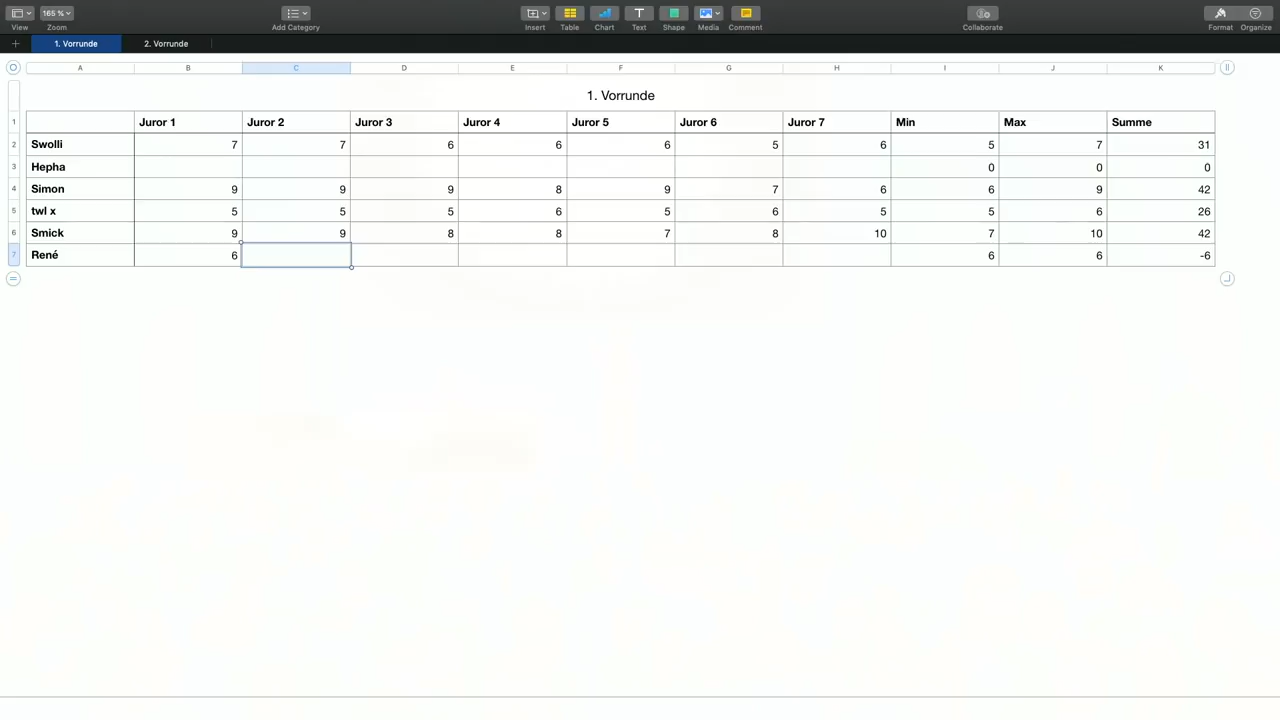 165 %
View Zoom Add Category Insert Table Chart Text Shape Media Comment Collaborate Format Organize
1. Vorrunde 2. Vorrunde
A B C D E F G H I J K
1. Vorrunde
1 Juror 1 Juror 2 Juror 3 Juror 4 Juror 5 Juror 6 Juror 7 Min Max Summe
2 Swolli 7 7 6 6 6 5 6 5 7 31
3 Hepha 0 0 0
4 Simon 9 9 9 8 9 7 6 6 9 42
5 twl x 5 5 5 6 5 6 5 5 6 26
6 Smick 9 9 8 8 7 8 10 7 10 42
7 René 6 6 6 -6